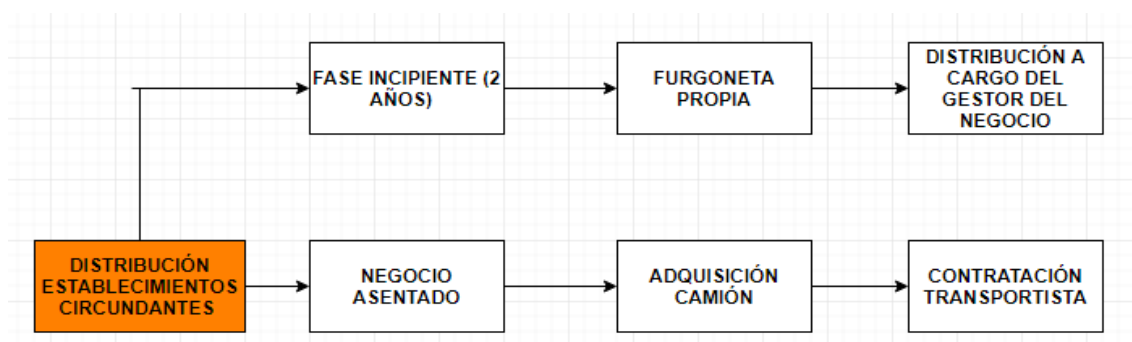 FASE INCIPIENTE (2
AÑOS)
FURGONETA
PROPIA
DISTRIBUCIÓN A
CARGO DEL
GESTOR DEL
NEGOCIO
DISTRIBUCIÓN
ESTABLECIMIENTOS
CIRCUNDANTES
NEGOCIO
ASENTADO
ADQUISICIÓN
CAMIÓN
CONTRATACIÓN
TRANSPORTISTA